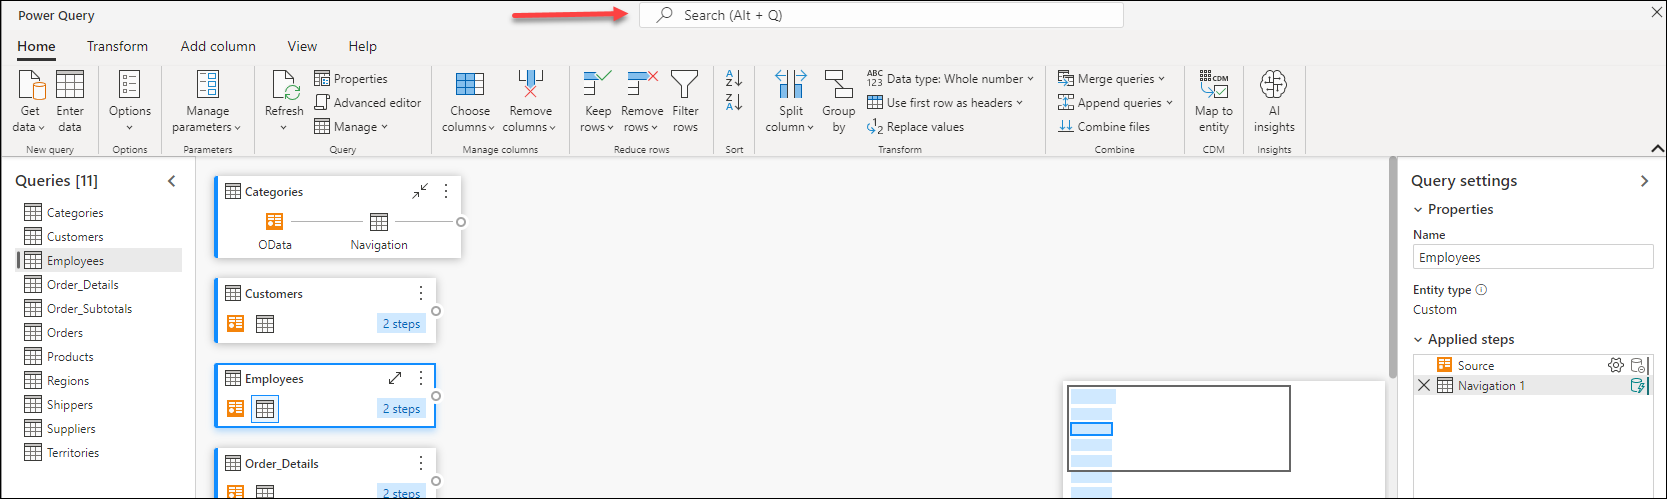 Power Query
Search (Alt + Q)
Home Transform Add column View Help
Get data
Enter data
Options
Manage parameters
Refresh
Properties
Advanced editor
Manage
Choose columns
Remove columns
Keep rows
Remove rows
Filter rows
A
Z
Z
A
Split column
Group by
ABC
123
Data type: Whole number
Use first row as headers
1
2
Replace values
Merge queries
Append queries
Combine files
CDM
Map to entity
AI insights
New query Options Parameters Query Manage columns Reduce rows Sort Transform Combine CDM Insights
Queries [11]
Categories
Customers
Employees
Order_Details
Order_Subtotals
Orders
Products
Regions
Shippers
Suppliers
Territories
Categories
OData Navigation
Customers
2 steps
Employees
2 steps
Order_Details
2 steps
Query settings
Properties
Name
Employees
Entity type
Custom
Applied steps
Source
Navigation 1